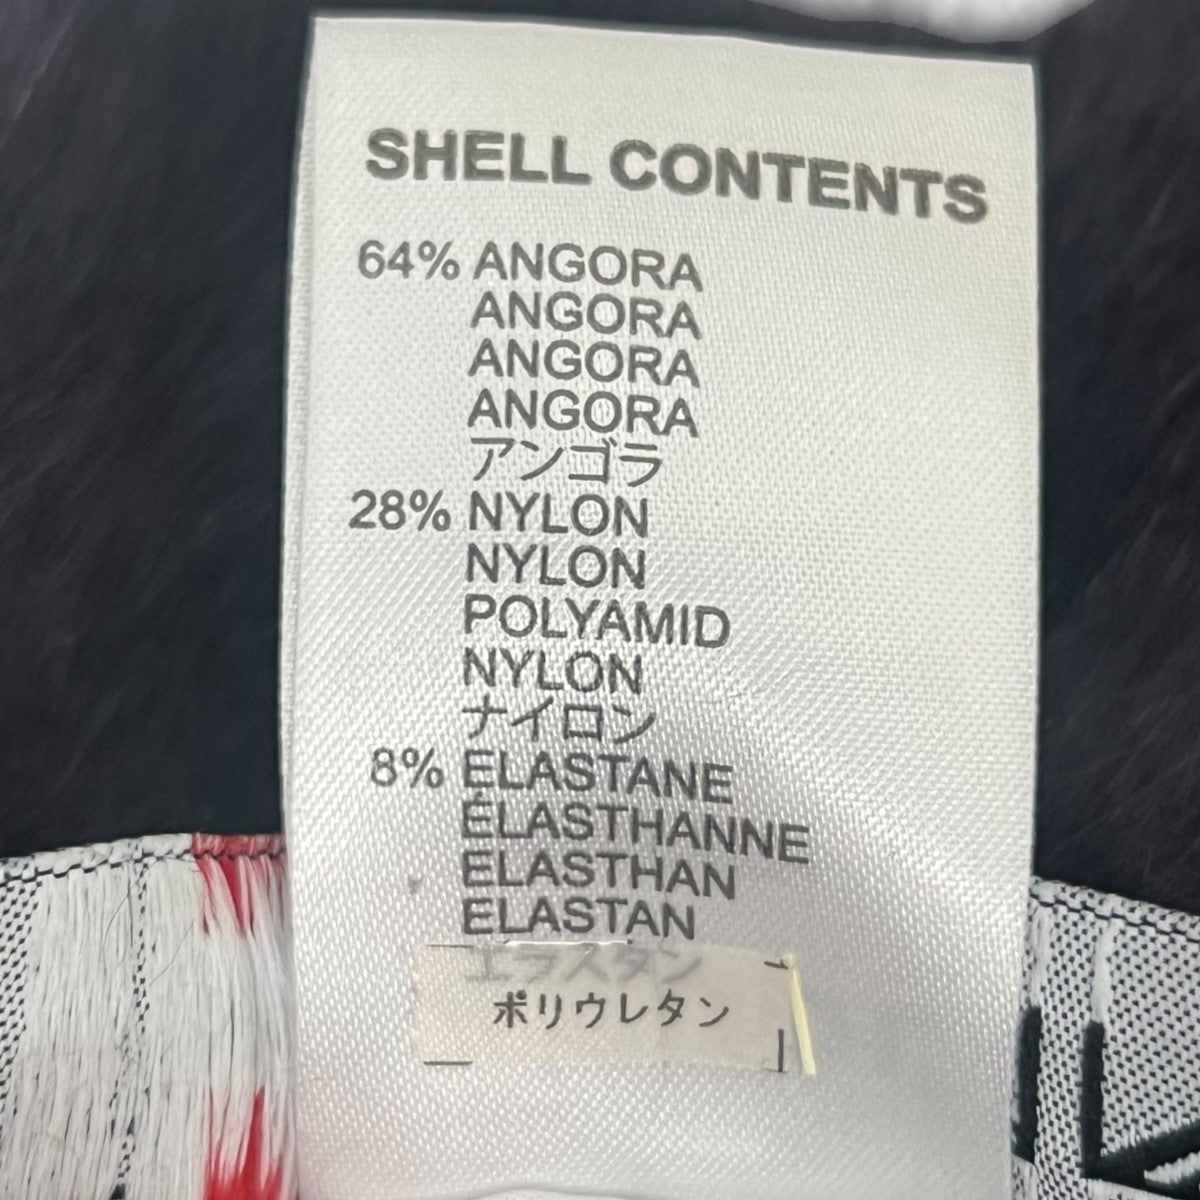 SHELL CONTENTS
64% ANGORA
ANGORA
ANGORA
ANGORA
アンゴラ
28% NYLON
NYLON
POLYAMID
NYLON
ナイロン
8% ELASTANE
ÉLASTHANNE
ELASTHAN
ELASTAN
エラスタン
ポリウレタン